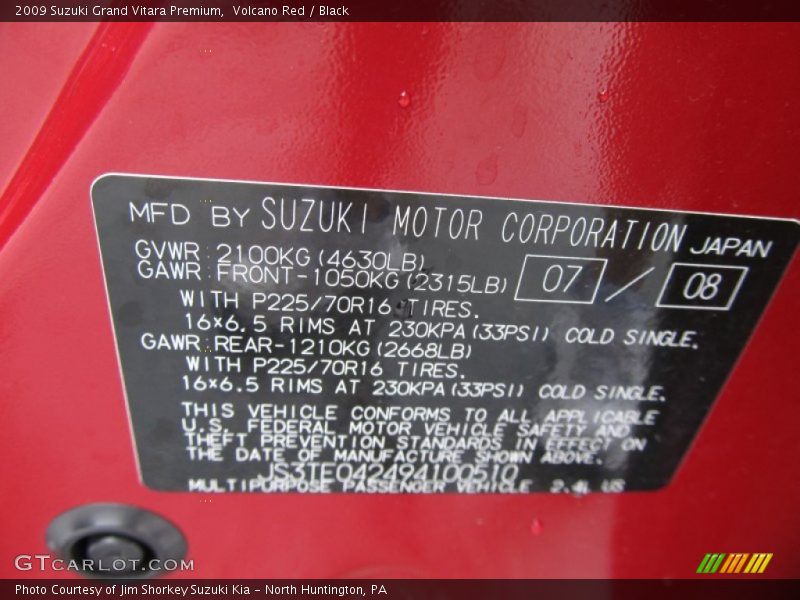 2009 Suzuki Grand Vitara Premium,  Volcano Red / Black
MFD BY SUZUKI MOTOR CORPORATION JAPAN
GVWR: 2100KG (4630LB)
GAWR: FRONT-1050KG (2315LB) 07 / 08
WITH P225/70R16 TIRES.
16×6.5 RIMS AT 230KPA (33PSI) COLD SINGLE.
GAWR: REAR-1210KG (2668LB)
WITH P225/70R16 TIRES.
16×6.5 RIMS AT 230KPA (33PSI) COLD SINGLE.
THIS VEHICLE CONFORMS TO ALL APPLICABLE
U.S. FEDERAL MOTOR VEHICLE SAFETY AND
THEFT PREVENTION STANDARDS IN EFFECT ON
THE DATE OF MANUFACTURE SHOWN ABOVE.
JS3TE042494100510
MULTIPURPOSE PASSENGER VEHICLE 2.4L US
GTCARLOT.COM
Photo Courtesy of Jim Shorkey Suzuki Kia – North Huntington, PA